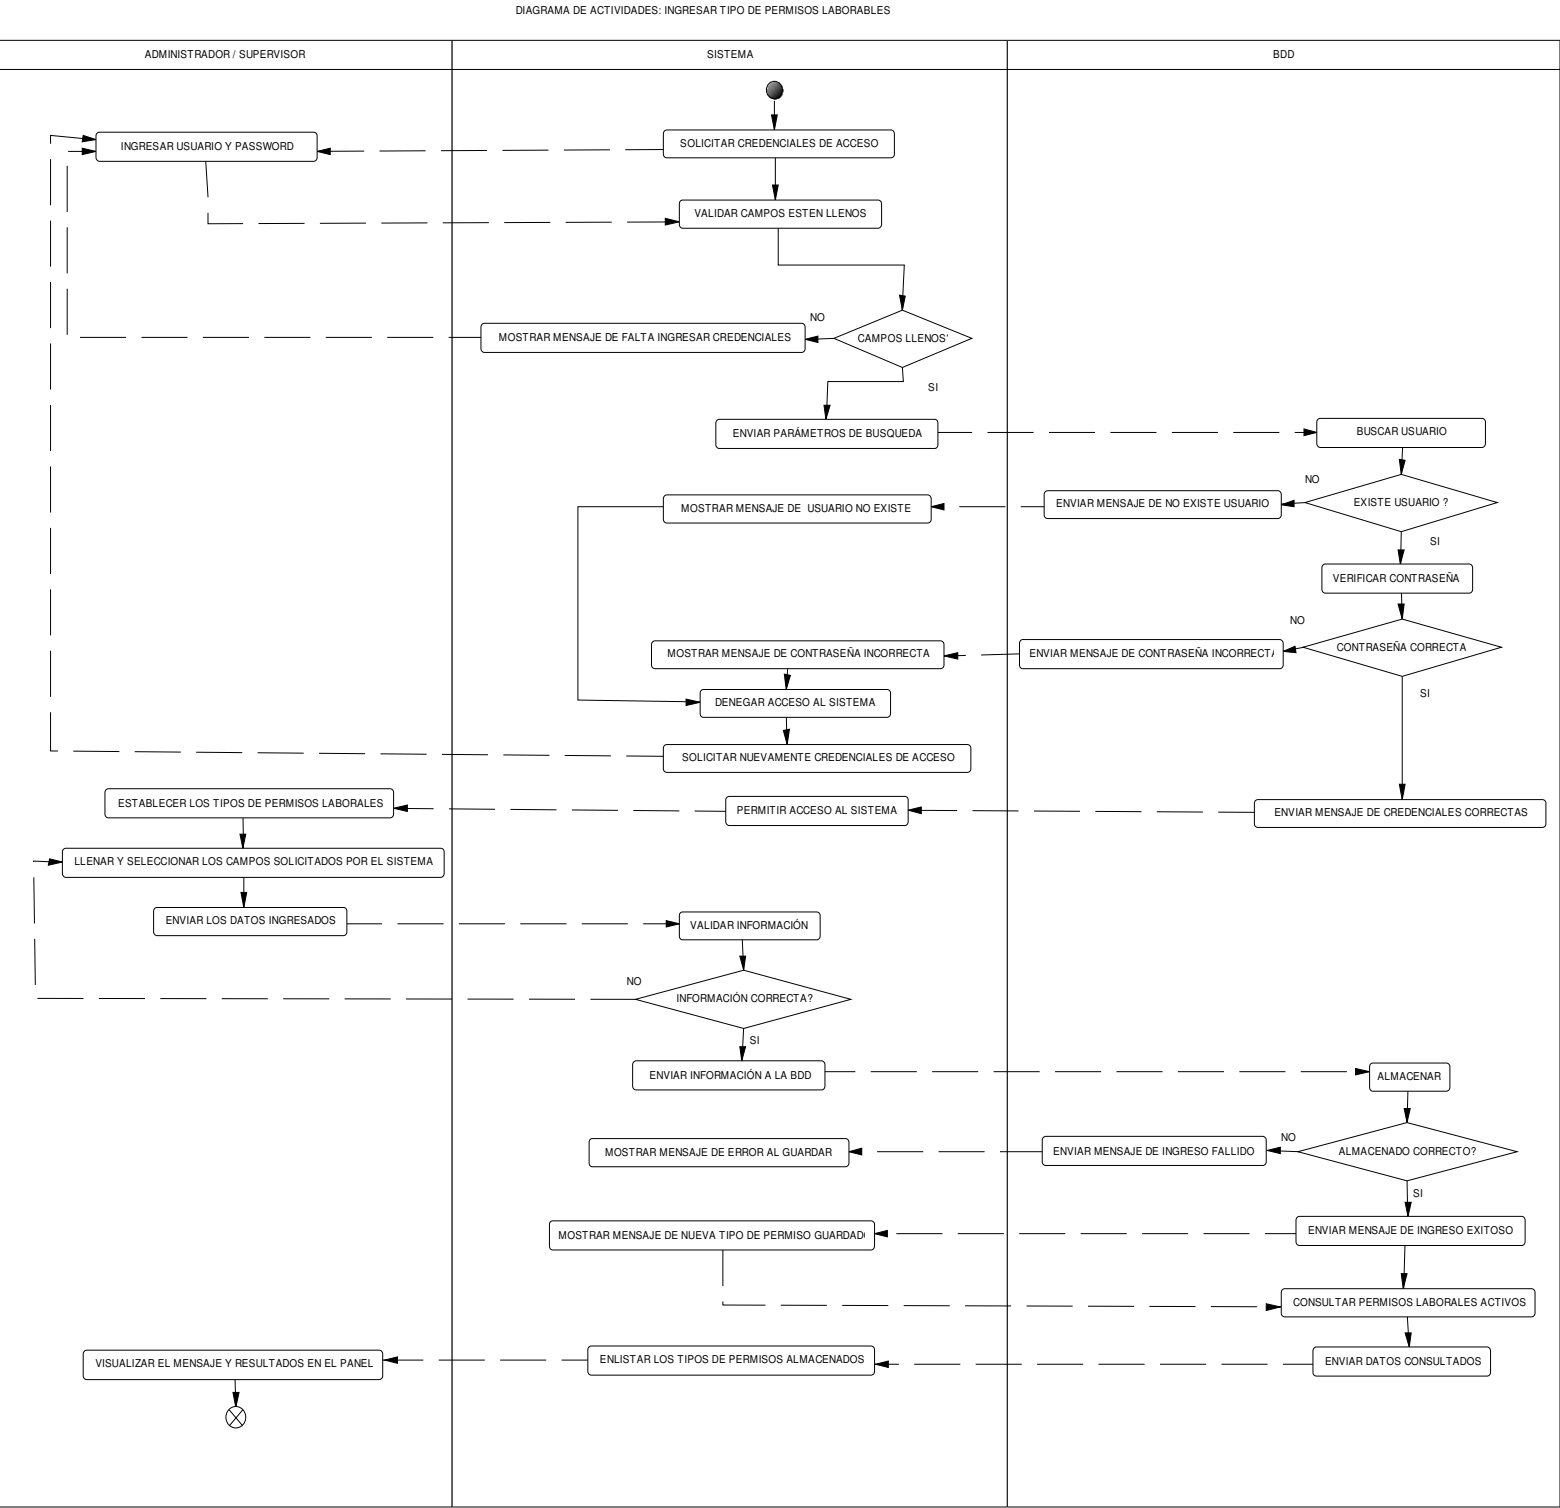 DIAGRAMA DE ACTIVIDADES: INGRESAR TIPO DE PERMISOS LABORABLES
ADMINISTRADOR / SUPERVISOR
SISTEMA
BDD
INGRESAR USUARIO Y PASSWORD
SOLICITAR CREDENCIALES DE ACCESO
VALIDAR CAMPOS ESTEN LLENOS
NO
MOSTRAR MENSAJE DE FALTA INGRESAR CREDENCIALES
CAMPOS LLENOS'
SI
ENVIAR PARÁMETROS DE BUSQUEDA
BUSCAR USUARIO
NO
MOSTRAR MENSAJE DE USUARIO NO EXISTE
ENVIAR MENSAJE DE NO EXISTE USUARIO
EXISTE USUARIO ?
SI
VERIFICAR CONTRASEÑA
NO
MOSTRAR MENSAJE DE CONTRASEÑA INCORRECTA
ENVIAR MENSAJE DE CONTRASEÑA INCORRECTA
CONTRASEÑA CORRECTA
SI
DENEGAR ACCESO AL SISTEMA
SOLICITAR NUEVAMENTE CREDENCIALES DE ACCESO
ESTABLECER LOS TIPOS DE PERMISOS LABORALES
PERMITIR ACCESO AL SISTEMA
ENVIAR MENSAJE DE CREDENCIALES CORRECTAS
LLENAR Y SELECCIONAR LOS CAMPOS SOLICITADOS POR EL SISTEMA
ENVIAR LOS DATOS INGRESADOS
VALIDAR INFORMACIÓN
NO
INFORMACIÓN CORRECTA?
SI
ENVIAR INFORMACIÓN A LA BDD
ALMACENAR
NO
MOSTRAR MENSAJE DE ERROR AL GUARDAR
ENVIAR MENSAJE DE INGRESO FALLIDO
ALMACENADO CORRECTO?
SI
MOSTRAR MENSAJE DE NUEVA TIPO DE PERMISO GUARDADO
ENVIAR MENSAJE DE INGRESO EXITOSO
CONSULTAR PERMISOS LABORALES ACTIVOS
VISUALIZAR EL MENSAJE Y RESULTADOS EN EL PANEL
ENLISTAR LOS TIPOS DE PERMISOS ALMACENADOS
ENVIAR DATOS CONSULTADOS